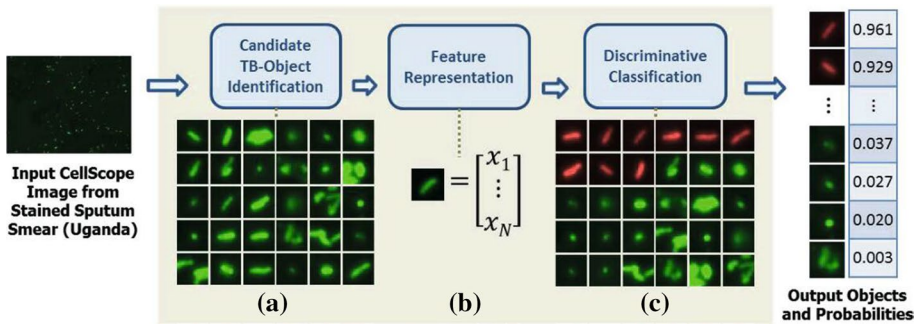 Input CellScope
Image from
Stained Sputum
Smear (Uganda)
Candidate
TB-Object
Identification
Feature
Representation
Discriminative
Classification
=
x₁
⋮
x_N
(a)
(b)
(c)
0.961
0.929
⋮ ⋮
0.037
0.027
0.020
0.003
Output Objects
and Probabilities